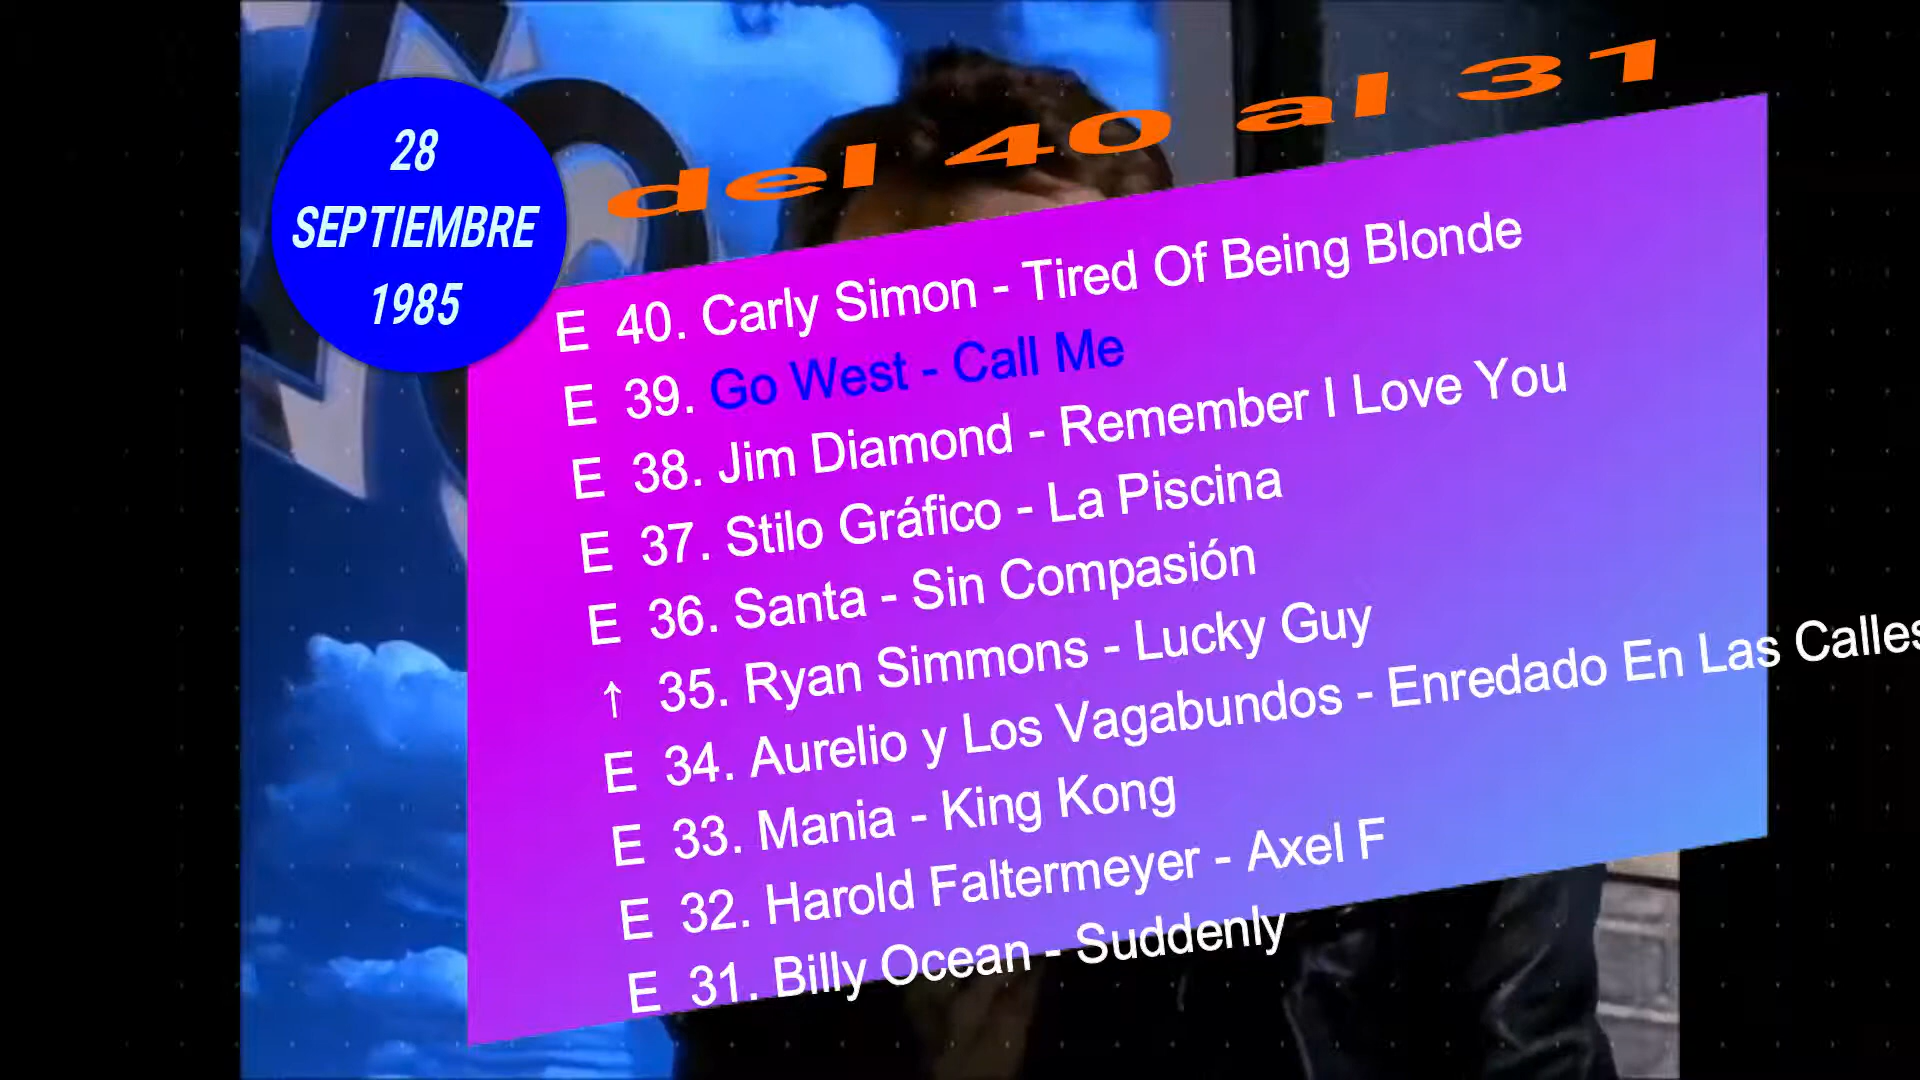 28
SEPTIEMBRE
1985
del 40 al 31
E 40. Carly Simon - Tired Of Being Blonde
E 39. Go West - Call Me
E 38. Jim Diamond - Remember I Love You
E 37. Stilo Gráfico - La Piscina
E 36. Santa - Sin Compasión
↑ 35. Ryan Simmons - Lucky Guy
E 34. Aurelio y Los Vagabundos - Enredado En Las Calles
E 33. Mania - King Kong
E 32. Harold Faltermeyer - Axel F
E 31. Billy Ocean - Suddenly